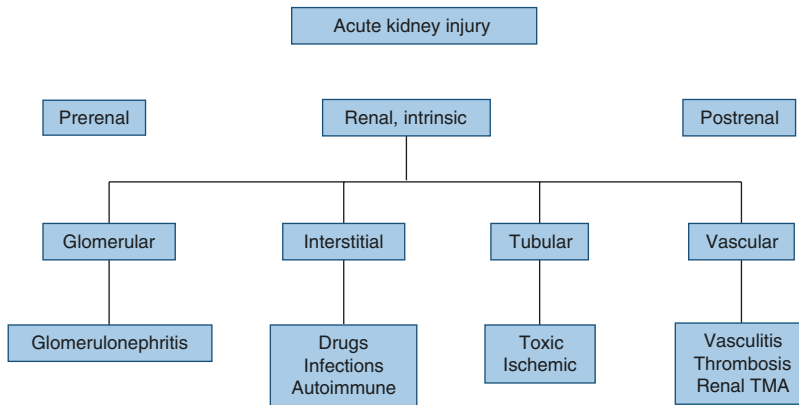 Acute kidney injury
Prerenal
Renal, intrinsic
Postrenal
Glomerular
Interstitial
Tubular
Vascular
Glomerulonephritis
Drugs
Infections
Autoimmune
Toxic
Ischemic
Vasculitis
Thrombosis
Renal TMA